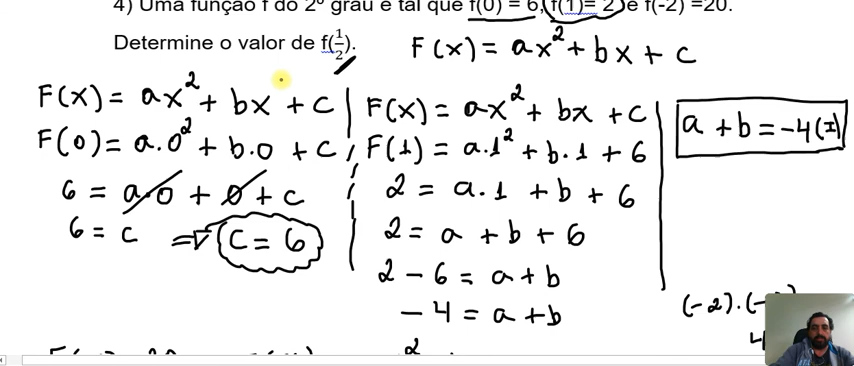 4) Uma função f do 2º grau é tal que f(0) = 6, f(1)= 2 e f(-2) =20.
Determine o valor de f(1/2).
F(x) = ax² + bx + c
F(x) = ax² + bx + c
F(0) = a.0² + b.0 + c
6 = a.0 + 0 + c
6 = c ⇒ c = 6
F(x) = ax² + bx + c
F(1) = a.1² + b.1 + 6
2 = a.1 + b + 6
2 = a + b + 6
2 - 6 = a + b
- 4 = a + b
a + b = -4 (I)
(-2).(-